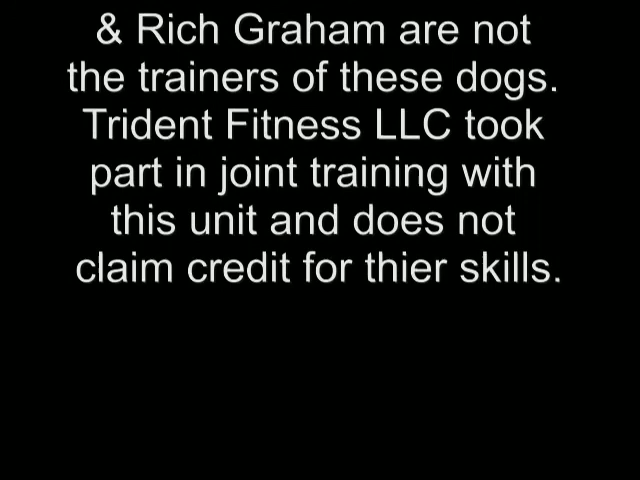 & Rich Graham are not
the trainers of these dogs.
Trident Fitness LLC took
part in joint training with
this unit and does not
claim credit for thier skills.